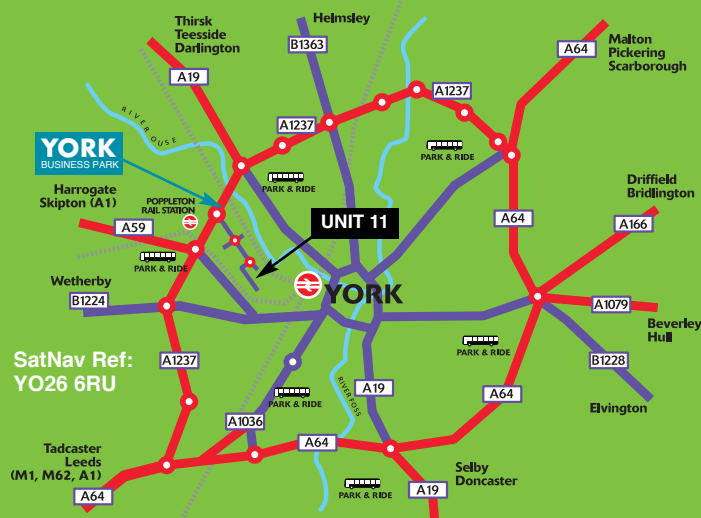 Thirsk
Teesside
Darlington
Helmsley
B1363
A64
Malton
Pickering
Scarborough
A19
A1237
A1237
RIVER OUSE
YORK
BUSINESS PARK
PARK & RIDE
PARK & RIDE
Harrogate
Skipton (A1)
POPPLETON
RAIL STATION
Driffield
Bridlington
UNIT 11
A59
A64
A166
PARK & RIDE
Wetherby
B1224
YORK
A1079
Beverley
Hull
SatNav Ref:
YO26 6RU
A1237
PARK & RIDE
B1228
A19
A64
PARK & RIDE
RIVER FOSS
Elvington
A1036
A64
Tadcaster
Leeds
(M1, M62, A1)
A64
Selby
Doncaster
PARK & RIDE
A19